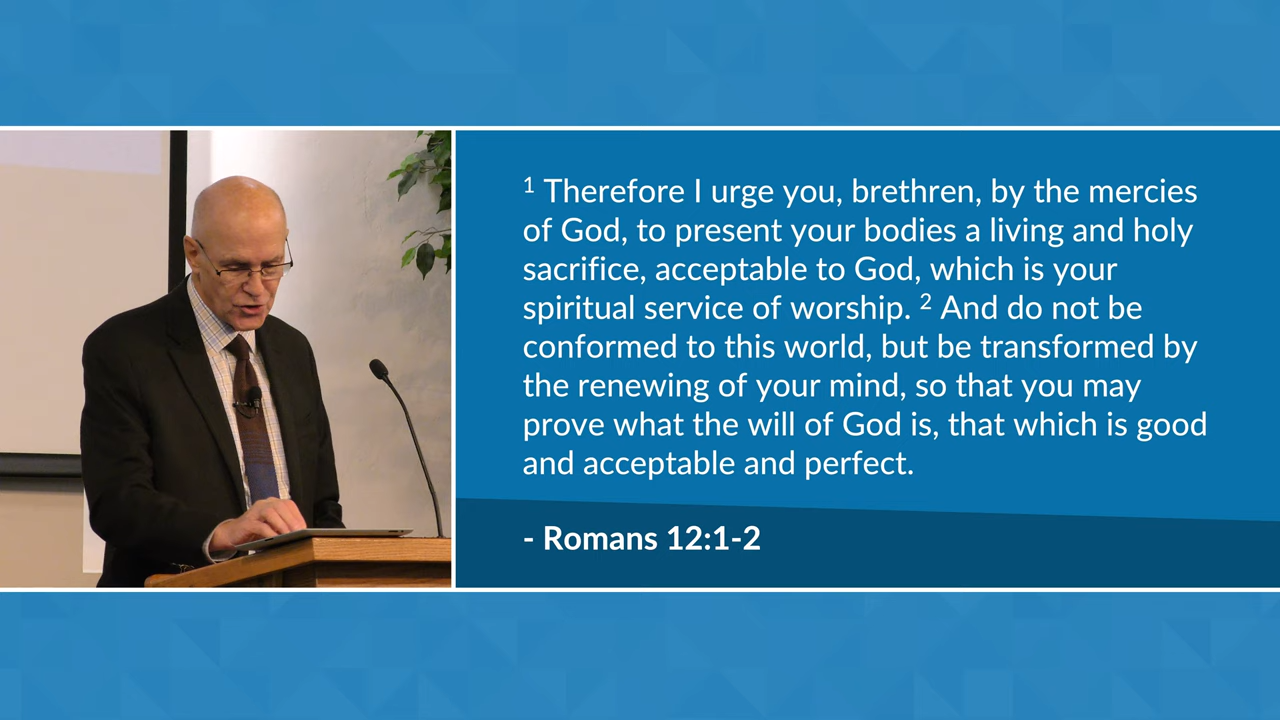 1 Therefore I urge you, brethren, by the mercies
of God, to present your bodies a living and holy
sacrifice, acceptable to God, which is your
spiritual service of worship. 2 And do not be
conformed to this world, but be transformed by
the renewing of your mind, so that you may
prove what the will of God is, that which is good
and acceptable and perfect.
- Romans 12:1-2